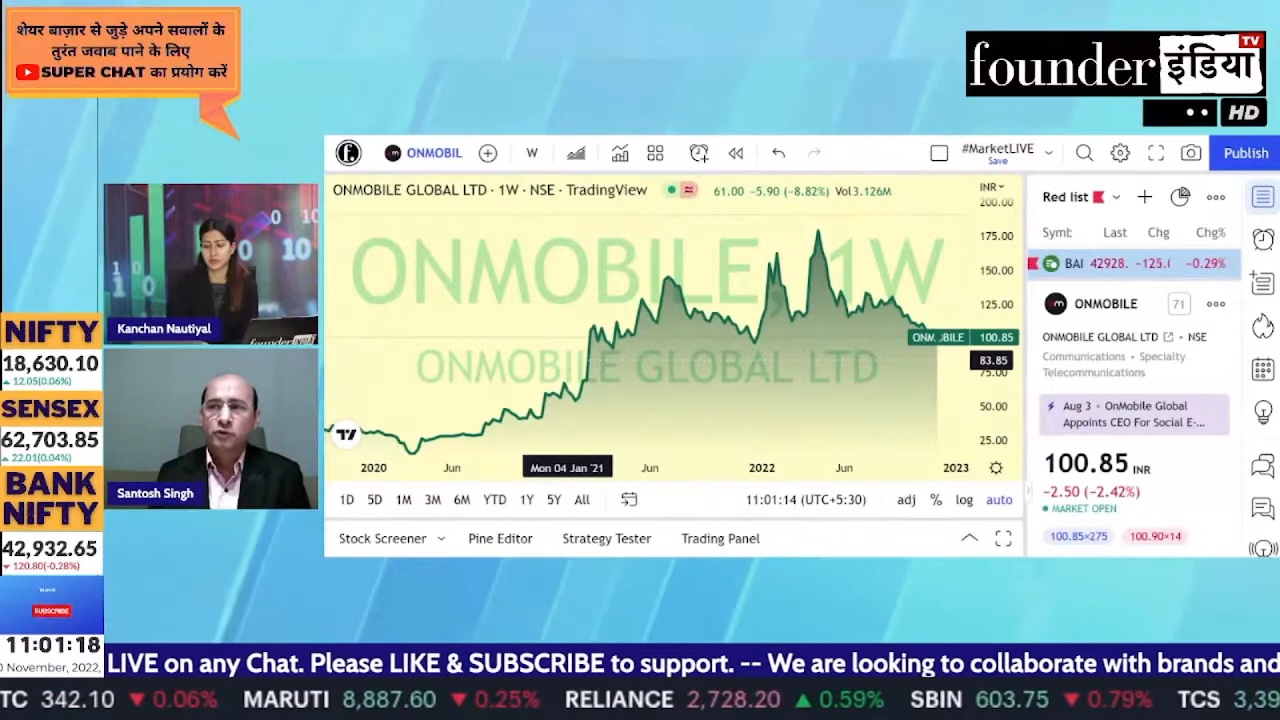 शेयर बाज़ार से जुड़े अपने सवालों के
तुरंत जवाब पाने के लिए
SUPER CHAT का प्रयोग करें
founder इंडिया TV
HD
ONMOBIL
W
#MarketLIVE
Save
Publish
ONMOBILE GLOBAL LTD · 1W · NSE · TradingView
61.00 −5.90 (−8.82%) Vol3.126M
INR
200.00
175.00
150.00
125.00
ONMOBILE 100.85
83.85
75.00
50.00
25.00
ONMOBILE, 1W
ONMOBILE GLOBAL LTD
2020 Jun Mon 04 Jan '21 Jun 2022 Jun 2023
1D 5D 1M 3M 6M YTD 1Y 5Y All
11:01:14 (UTC+5:30) adj % log auto
Stock Screener Pine Editor Strategy Tester Trading Panel
Red list
Symb Last Chg Chg%
BAI 42928. −125.( −0.29%
ONMOBILE 71
ONMOBILE GLOBAL LTD • NSE
Communications • Specialty
Telecommunications
Aug 3 • OnMobile Global
Appoints CEO For Social E-...
100.85 INR
−2.50 (−2.42%)
MARKET OPEN
100.85×275 100.90×14
Kanchan Nautiyal
Santosh Singh
NIFTY
18,630.10
12.05(0.06%)
SENSEX
62,703.85
22.01(0.04%)
BANK
NIFTY
42,932.65
120.80(-0.28%)
SUBSCRIBE
11:01:18
November, 2022,
LIVE on any Chat. Please LIKE & SUBSCRIBE to support. -- We are looking to collaborate with brands and
TC 342.10 ▼ 0.06% MARUTI 8,887.60 ▼ 0.25% RELIANCE 2,728.20 ▲ 0.59% SBIN 603.75 ▼ 0.79% TCS 3,39